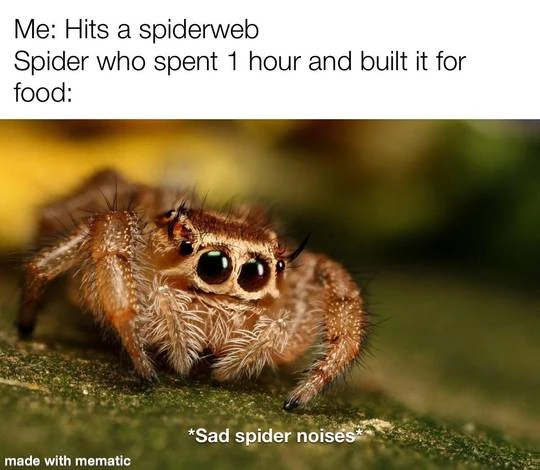 Me: Hits a spiderweb
Spider who spent 1 hour and built it for
food:
*Sad spider noises*
made with mematic